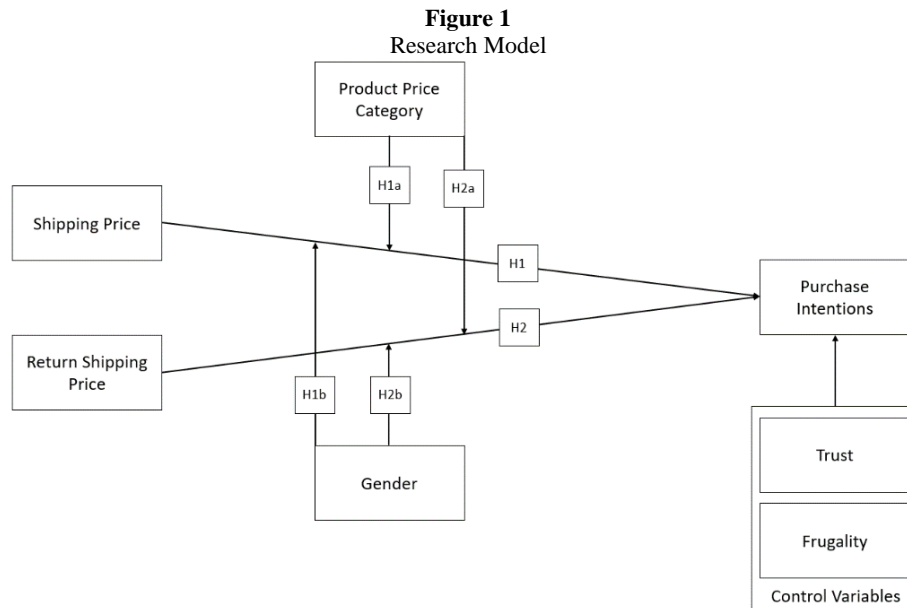 Figure 1
Research Model
Product Price
Category
H1a
H2a
Shipping Price
H1
Purchase
Intentions
H2
Return Shipping
Price
H1b
H2b
Gender
Trust
Frugality
Control Variables